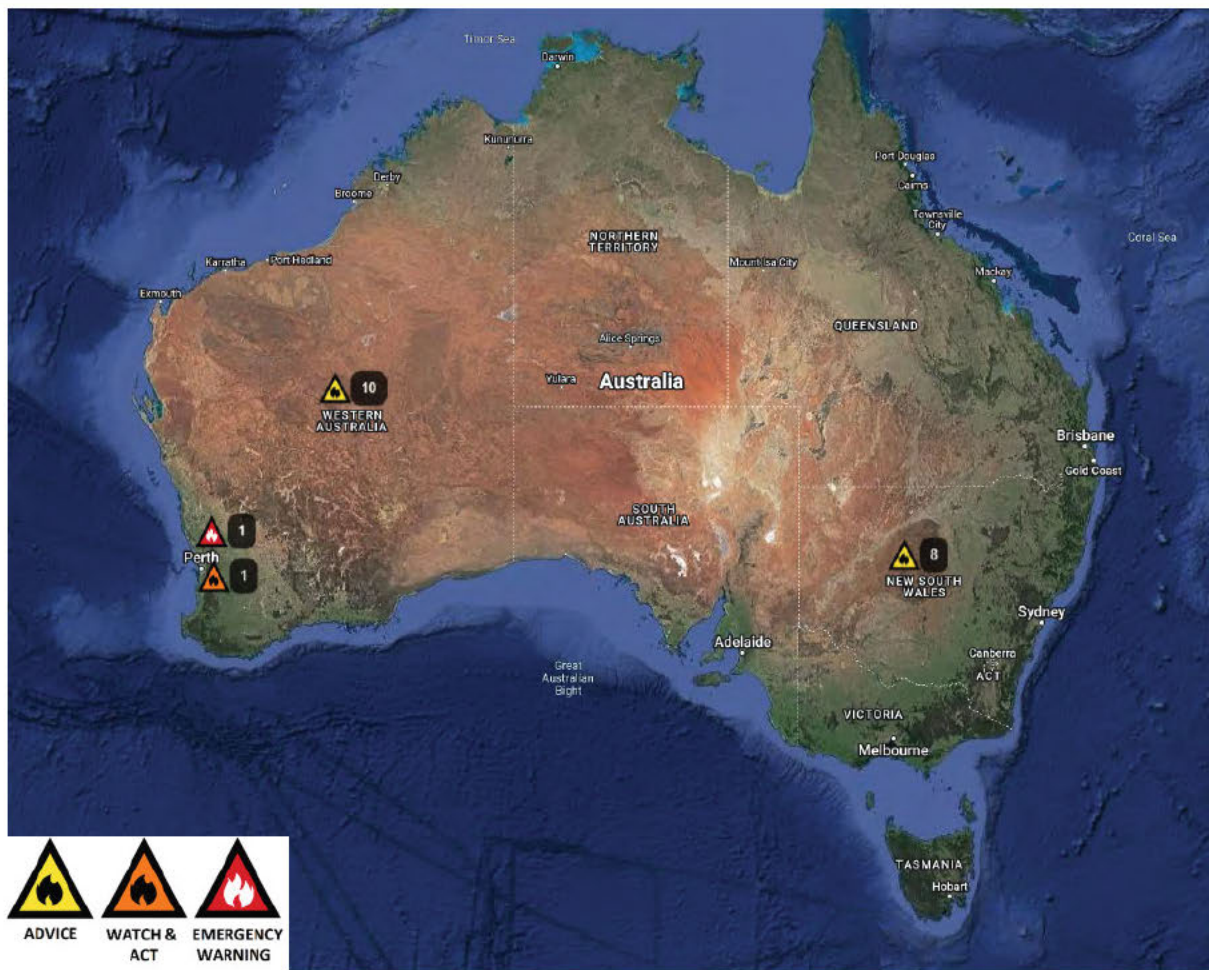 Timor Sea
Darwin
Kununurra
Port Douglas
Derby
Cairns
Broome
Townsville
City
NORTHERN
TERRITORY
Coral Sea
Karratha
Port Hedland
Mount Isa City
Mackay
Exmouth
QUEENSLAND
Alice Springs
Yulara
Australia
10
WESTERN
AUSTRALIA
Brisbane
Gold Coast
SOUTH
AUSTRALIA
1
Perth
8
1
NEW SOUTH
WALES
Sydney
Adelaide
Canberra
ACT
Great
Australian
Bight
VICTORIA
Melbourne
TASMANIA
Hobart
ADVICE
WATCH &
ACT
EMERGENCY
WARNING